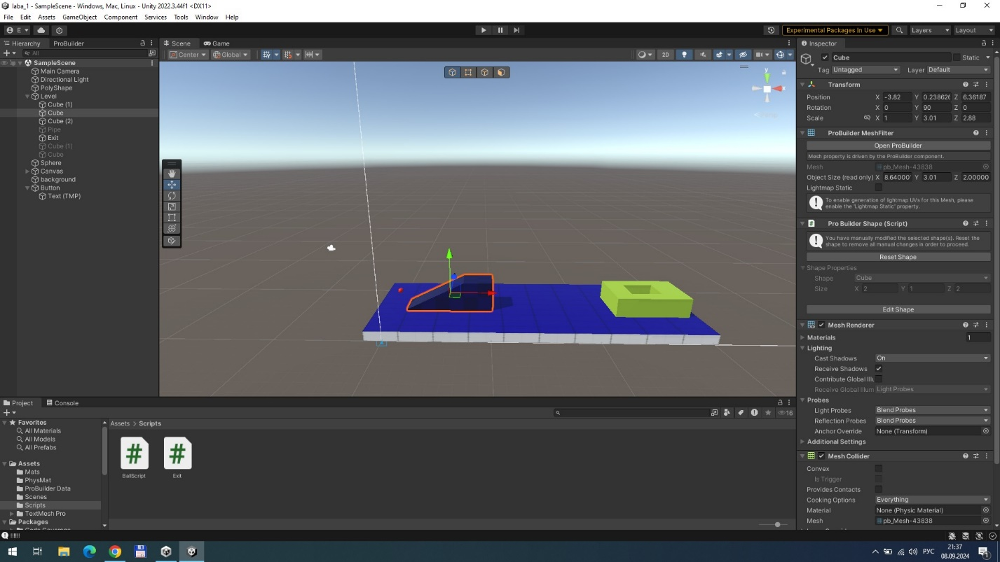 laba_1 - SampleScene - Windows, Mac, Linux - Unity 2022.3.44f1 <DX11>
File Edit Assets GameObject Component Services Tools Window Help
E Experimental Packages In Use Layers Layout
Hierarchy ProBuilder
All
SampleScene
Main Camera
Directional Light
PolyShape
Level
Cube (1)
Cube
Cube (2)
Pipe
Exit
Cube (1)
Cube
Sphere
Canvas
background
Button
Text (TMP)
Scene Game
Center Global 2D
y
Inspector
Cube Static
Tag Untagged Layer Default
Transform
Position X -3.82 Y 0.238626 Z 6.36187
Rotation X 0 Y 90 Z 0
Scale X 1 Y 3.01 Z 2.88
ProBuilder MeshFilter
Open ProBuilder
Mesh property is driven by the ProBuilder component.
Mesh pb_Mesh-43838
Object Size (read only) X 8.64000 Y 3.01 Z 2.00000
Lightmap Static
To enable generation of lightmap UVs for this Mesh, please
enable the 'Lightmap Static' property.
Pro Builder Shape (Script)
You have manually modified the selected shape(s). Reset the
shape to remove all manual changes in order to proceed.
Reset Shape
Shape Properties
Shape Cube
Size X 2 Y 1 Z 2
Edit Shape
Mesh Renderer
Materials 1
Lighting
Cast Shadows On
Receive Shadows
Contribute Global Illu
Receive Global Illum Light Probes
Probes
Light Probes Blend Probes
Reflection Probes Blend Probes
Anchor Override None (Transform)
Additional Settings
Mesh Collider
Convex
Is Trigger
Provides Contacts
Cooking Options Everything
Material None (Physic Material)
Mesh pb_Mesh-43838
Project Console
16
Favorites
All Materials
All Models
All Prefabs
Assets
Mats
PhysMat
ProBuilder Data
Scenes
Scripts
TextMesh Pro
Packages
Assets > Scripts
BallScript Exit
!!!!!!
РУС
21:37
08.09.2024
1